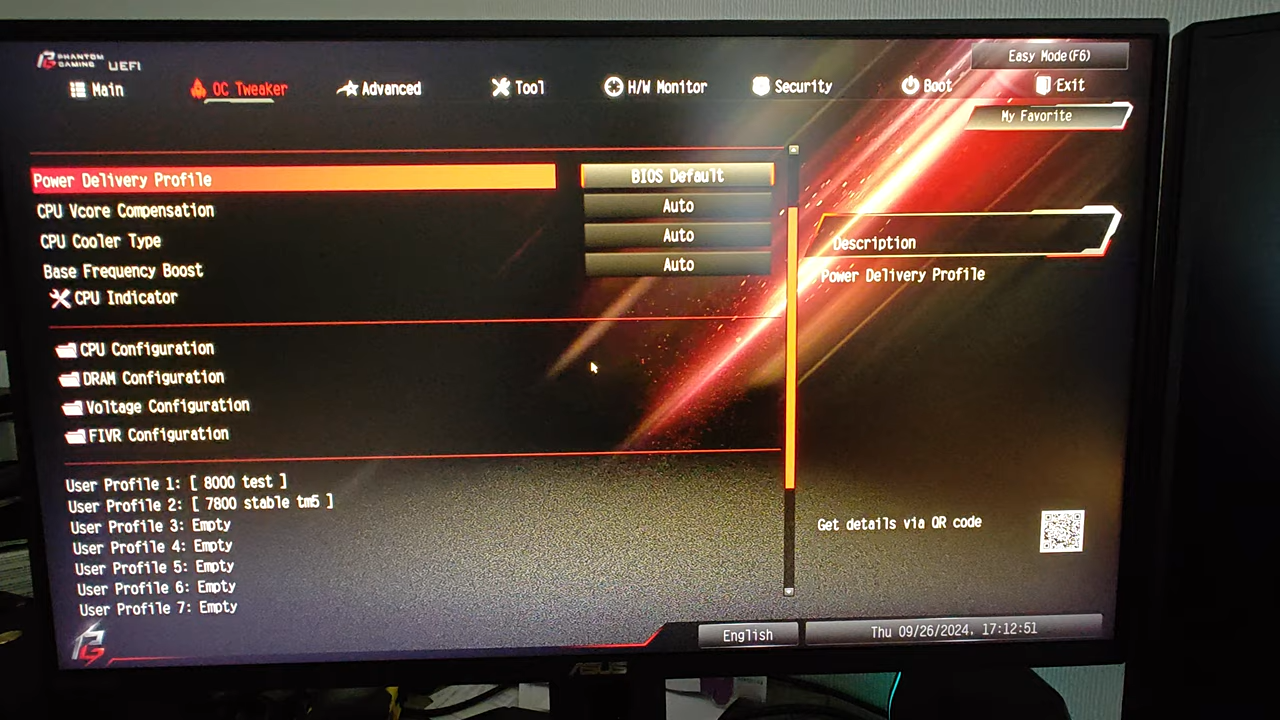 PHANTOM
GAMING UEFI
Easy Mode(F6)
Main OC Tweaker Advanced Tool H/W Monitor Security Boot Exit
My Favorite
Power Delivery Profile BIOS Default
CPU Vcore Compensation Auto
CPU Cooler Type Auto
Base Frequency Boost Auto
CPU Indicator
Description
Power Delivery Profile
CPU Configuration
DRAM Configuration
Voltage Configuration
FIVR Configuration
User Profile 1: [ 8000 test ]
User Profile 2: [ 7800 stable tm5 ]
User Profile 3: Empty
User Profile 4: Empty
User Profile 5: Empty
User Profile 6: Empty
User Profile 7: Empty
Get details via QR code
English
Thu 09/26/2024, 17:12:51
ASUS